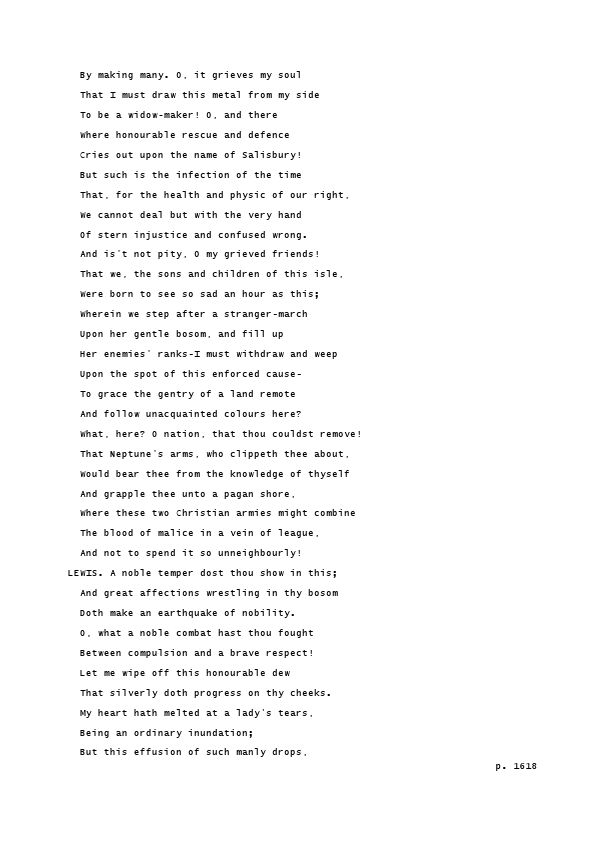 By making many. O, it grieves my soul
That I must draw this metal from my side
To be a widow-maker! O, and there
Where honourable rescue and defence
Cries out upon the name of Salisbury!
But such is the infection of the time
That, for the health and physic of our right,
We cannot deal but with the very hand
Of stern injustice and confused wrong.
And is't not pity, O my grieved friends!
That we, the sons and children of this isle,
Were born to see so sad an hour as this;
Wherein we step after a stranger-march
Upon her gentle bosom, and fill up
Her enemies' ranks-I must withdraw and weep
Upon the spot of this enforced cause-
To grace the gentry of a land remote
And follow unacquainted colours here?
What, here? O nation, that thou couldst remove!
That Neptune's arms, who clippeth thee about,
Would bear thee from the knowledge of thyself
And grapple thee unto a pagan shore,
Where these two Christian armies might combine
The blood of malice in a vein of league,
And not to spend it so unneighbourly!
LEWIS. A noble temper dost thou show in this;
And great affections wrestling in thy bosom
Doth make an earthquake of nobility.
O, what a noble combat hast thou fought
Between compulsion and a brave respect!
Let me wipe off this honourable dew
That silverly doth progress on thy cheeks.
My heart hath melted at a lady's tears,
Being an ordinary inundation;
But this effusion of such manly drops,
p. 1618